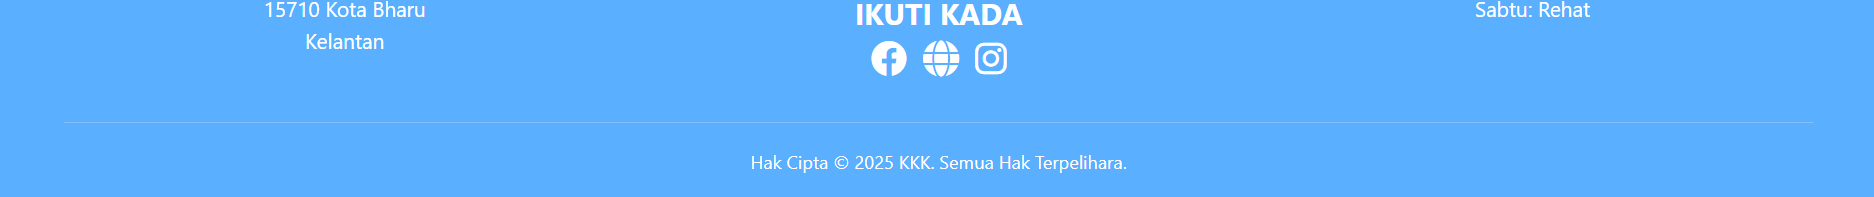 15710 Kota Bharu
Kelantan
IKUTI KADA
Sabtu: Rehat
Hak Cipta © 2025 KKK. Semua Hak Terpelihara.